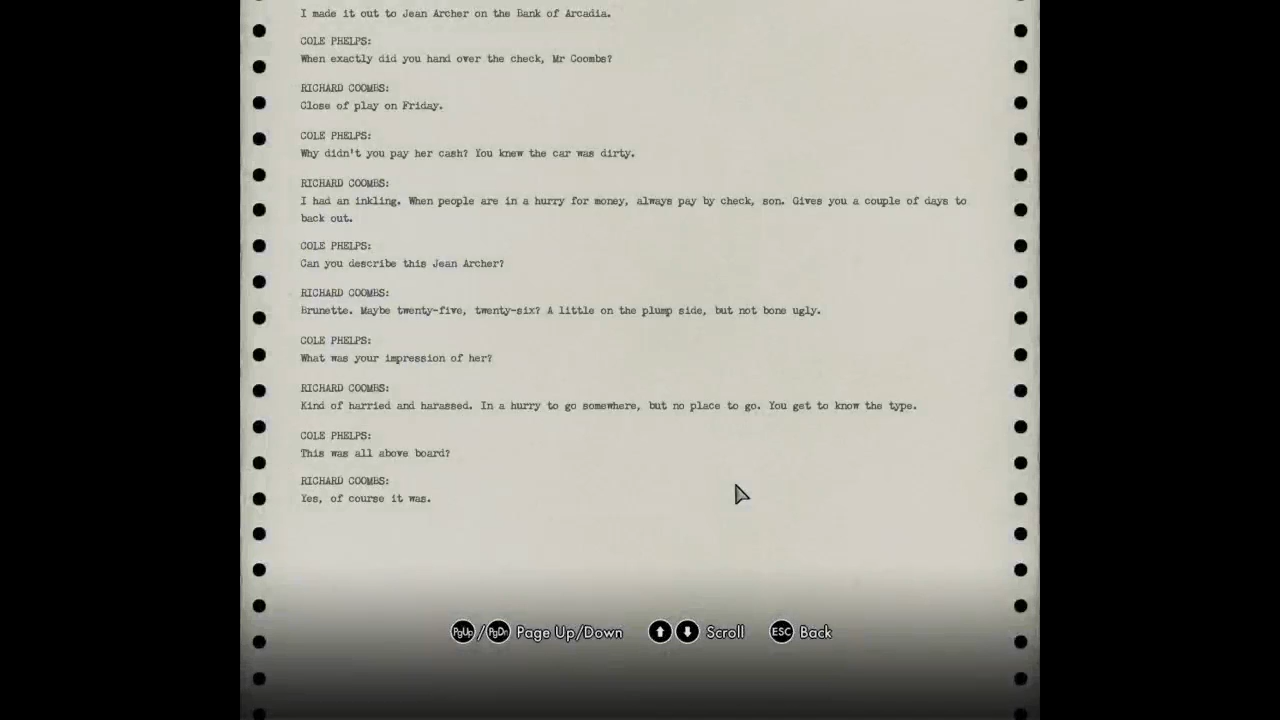 I made it out to Jean Archer on the Bank of Arcadia.
COLE PHELPS:
When exactly did you hand over the check, Mr Coombs?
RICHARD COOMBS:
Close of play on Friday.
COLE PHELPS:
Why didn't you pay her cash? You knew the car was dirty.
RICHARD COOMBS:
I had an inkling. When people are in a hurry for money, always pay by check, son. Gives you a couple of days to
back out.
COLE PHELPS:
Can you describe this Jean Archer?
RICHARD COOMBS:
Brunette. Maybe twenty-five, twenty-six? A little on the plump side, but not bone ugly.
COLE PHELPS:
What was your impression of her?
RICHARD COOMBS:
Kind of harried and harassed. In a hurry to go somewhere, but no place to go. You get to know the type.
COLE PHELPS:
This was all above board?
RICHARD COOMBS:
Yes, of course it was.
PgUp / PgDn Page Up/Down Scroll ESC Back